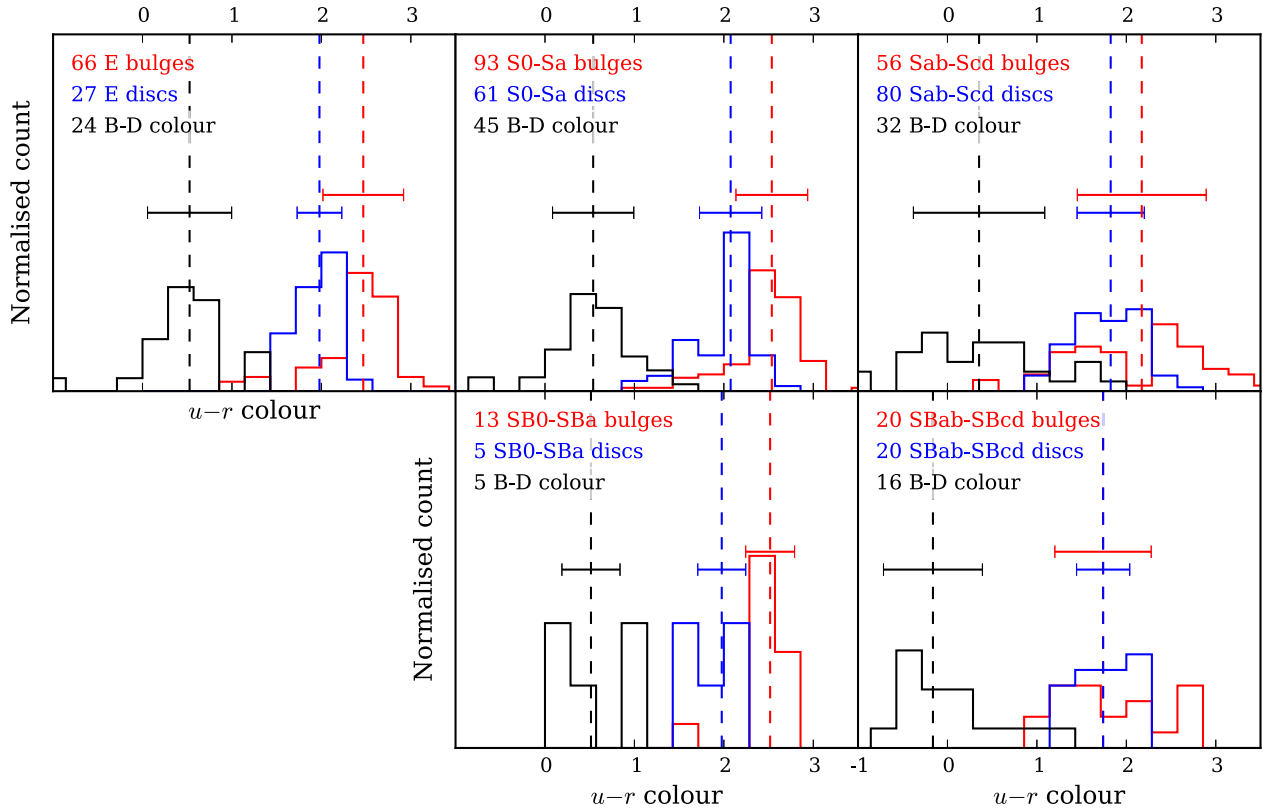 0 1 2 3 0 1 2 3 0 1 2 3
66 E bulges
27 E discs
24 B-D colour
93 S0-Sa bulges
61 S0-Sa discs
45 B-D colour
56 Sab-Scd bulges
80 Sab-Scd discs
32 B-D colour
Normalised count
u−r colour
13 SB0-SBa bulges
5 SB0-SBa discs
5 B-D colour
20 SBab-SBcd bulges
20 SBab-SBcd discs
16 B-D colour
Normalised count
0 1 2 3 -1 0 1 2 3
u−r colour u−r colour